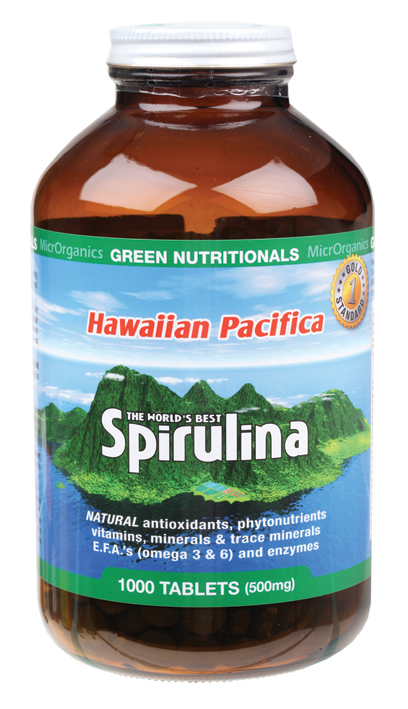 LS MicrOrganics GREEN NUTRITIONALS MicrOrganics G
GOLD
1
STANDARD
Hawaiian Pacifica
THE WORLD'S BEST
Spirulina
NATURAL antioxidants, phytonutrients
vitamins, minerals & trace minerals
E.F.A.'s (omega 3 & 6) and enzymes
1000 TABLETS (500mg)